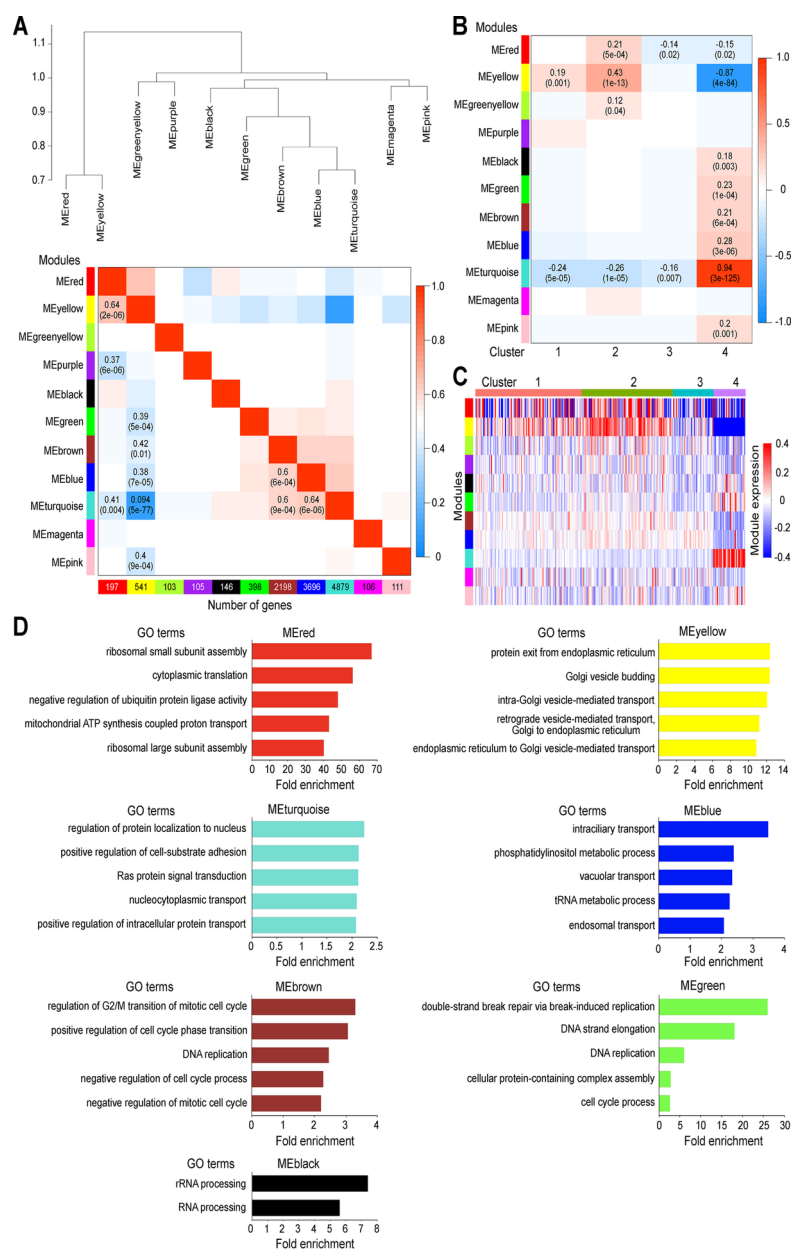 A
1.1
1.0
0.9
0.8
0.7
MEred
MEyellow
MEgreenyellow
MEpurple
MEblack
MEgreen
MEbrown
MEblue
MEturquoise
MEmagenta
MEpink
Modules
MEred
MEyellow
0.64
(2e-06)
MEgreenyellow
MEpurple
0.37
(6e-06)
MEblack
MEgreen
0.39
(5e-04)
MEbrown
0.42
(0.01)
MEblue
0.38
(7e-05)
0.6
(6e-04)
MEturquoise
0.41
(0.004)
0.094
(5e-77)
0.6
(9e-04)
0.64
(6e-06)
MEmagenta
MEpink
0.4
(9e-04)
197 541 103 105 146 398 2198 3696 4879 106 111
Number of genes
1.0
0.8
0.6
0.4
0.2
0
B
Modules
MEred
0.21
(5e-04)
-0.14
(0.02)
-0.15
(0.02)
MEyellow
0.19
(0.001)
0.43
(1e-13)
-0.87
(4e-84)
MEgreenyellow
0.12
(0.04)
MEpurple
MEblack
0.18
(0.003)
MEgreen
0.23
(1e-04)
MEbrown
0.21
(6e-04)
MEblue
0.28
(3e-06)
MEturquoise
-0.24
(5e-05)
-0.26
(1e-05)
-0.16
(0.007)
0.94
(3e-125)
MEmagenta
MEpink
0.2
(0.001)
Cluster 1 2 3 4
1.0
0.5
0
-0.5
-1.0
C
Cluster 1 2 3 4
Modules
0.4
0.2
0.0
-0.2
-0.4
Module expression
D
GO terms MEred
ribosomal small subunit assembly
cytoplasmic translation
negative regulation of ubiquitin protein ligase activity
mitochondrial ATP synthesis coupled proton transport
ribosomal large subunit assembly
0 10 20 30 40 50 60 70
Fold enrichment
GO terms MEyellow
protein exit from endoplasmic reticulum
Golgi vesicle budding
intra-Golgi vesicle-mediated transport
retrograde vesicle-mediated transport,
Golgi to endoplasmic reticulum
endoplasmic reticulum to Golgi vesicle-mediated transport
0 2 4 6 8 10 12 14
Fold enrichment
GO terms MEturquoise
regulation of protein localization to nucleus
positive regulation of cell-substrate adhesion
Ras protein signal transduction
nucleocytoplasmic transport
positive regulation of intracellular protein transport
0 0.5 1 1.5 2 2.5
Fold enrichment
GO terms MEblue
intraciliary transport
phosphatidylinositol metabolic process
vacuolar transport
tRNA metabolic process
endosomal transport
0 1 2 3 4
Fold enrichment
GO terms MEbrown
regulation of G2/M transition of mitotic cell cycle
positive regulation of cell cycle phase transition
DNA replication
negative regulation of cell cycle process
negative regulation of mitotic cell cycle
0 1 2 3 4
Fold enrichment
GO terms MEgreen
double-strand break repair via break-induced replication
DNA strand elongation
DNA replication
cellular protein-containing complex assembly
cell cycle process
0 5 10 15 20 25 30
Fold enrichment
GO terms MEblack
rRNA processing
RNA processing
0 1 2 3 4 5 6 7 8
Fold enrichment